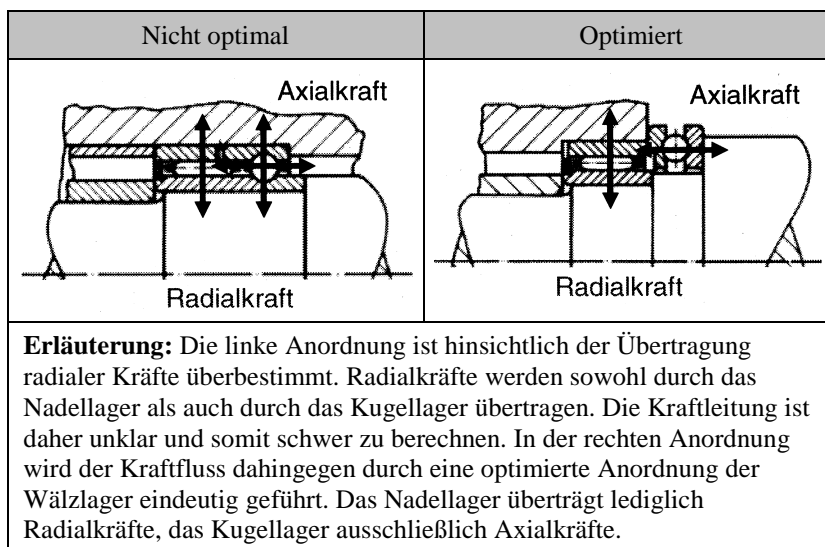 Nicht optimal
Optimiert
Axialkraft
Radialkraft
Axialkraft
Radialkraft
Erläuterung: Die linke Anordnung ist hinsichtlich der Übertragung
radialer Kräfte überbestimmt. Radialkräfte werden sowohl durch das
Nadellager als auch durch das Kugellager übertragen. Die Kraftleitung ist
daher unklar und somit schwer zu berechnen. In der rechten Anordnung
wird der Kraftfluss dahingegen durch eine optimierte Anordnung der
Wälzlager eindeutig geführt. Das Nadellager überträgt lediglich
Radialkräfte, das Kugellager ausschließlich Axialkräfte.